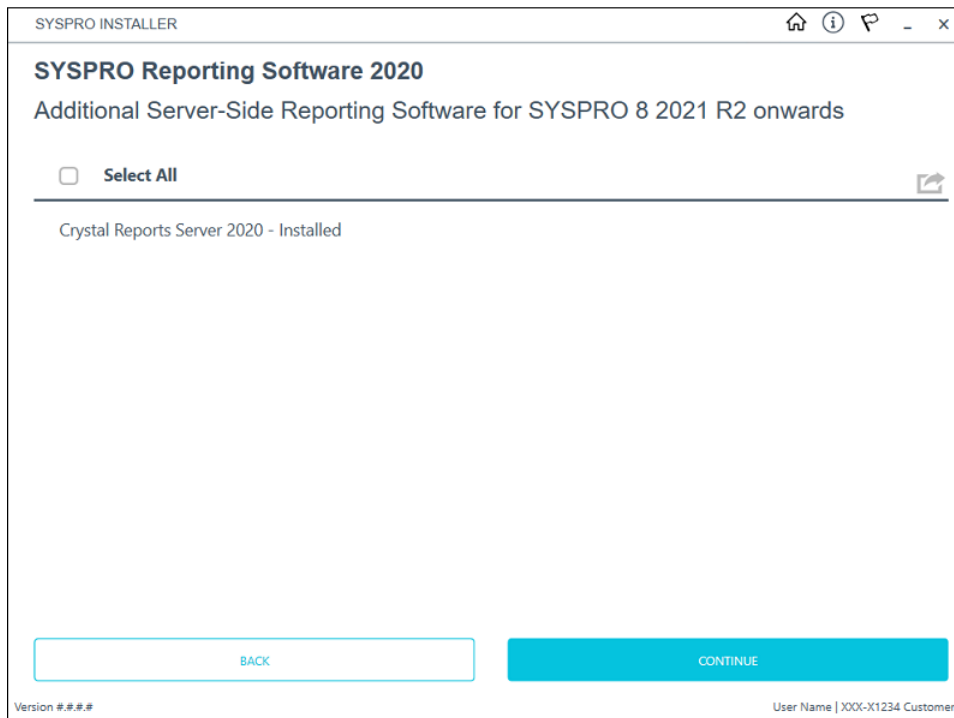 SYSPRO INSTALLER
SYSPRO Reporting Software 2020
Additional Server-Side Reporting Software for SYSPRO 8 2021 R2 onwards
Select All
Crystal Reports Server 2020 - Installed
BACK
CONTINUE
Version #.#.#.#
User Name | XXX-X1234 Customer